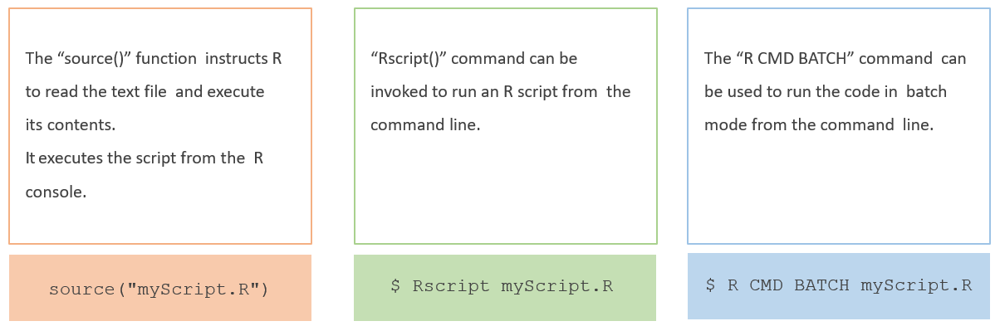 The “source()” function  instructs R
to read the text file  and execute
its contents.
It executes the script from the  R
console.
source("myScript.R")
“Rscript()” command can be
invoked to run an R script from  the
command line.
$ Rscript myScript.R
The “R CMD BATCH” command  can
be used to run the code in  batch
mode from the command  line.
$ R CMD BATCH myScript.R